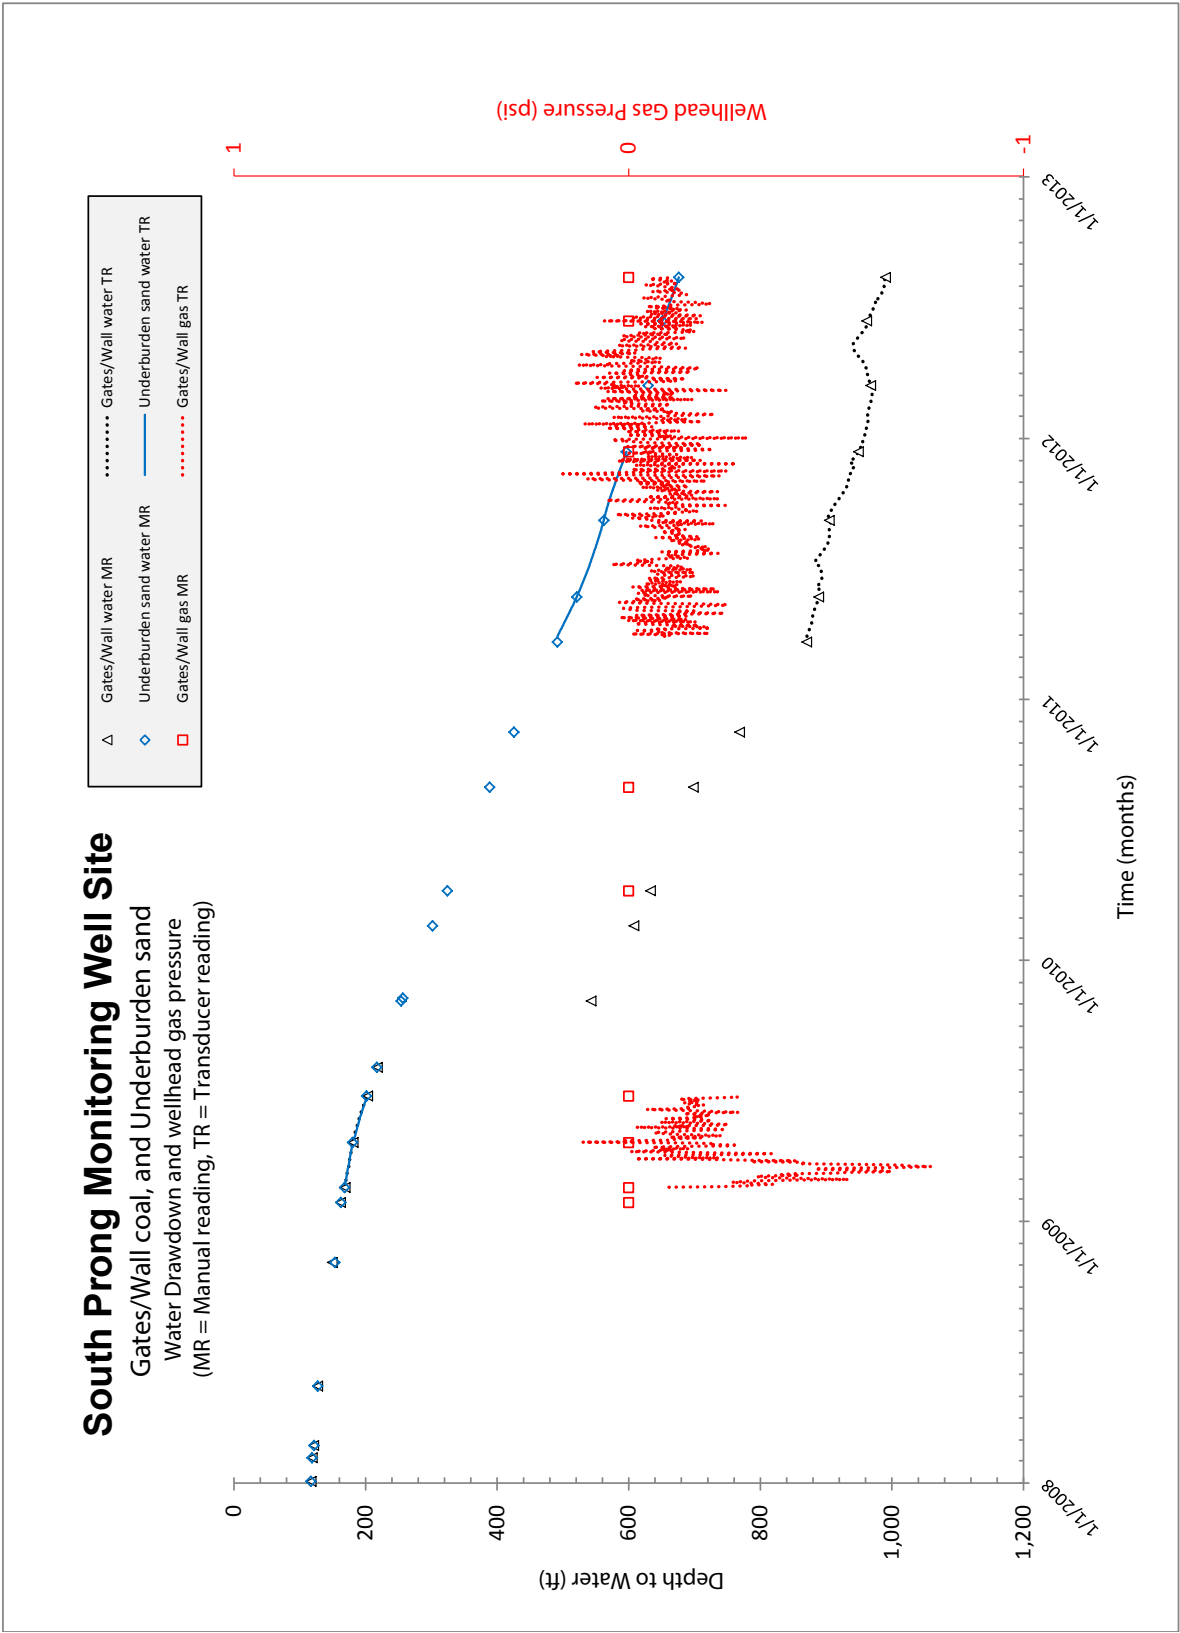 South Prong Monitoring Well Site
Gates/Wall coal, and Underburden sand
Water Drawdown and wellhead gas pressure
(MR = Manual reading, TR = Transducer reading)
Gates/Wall water MR
Gates/Wall water TR
Underburden sand water MR
Underburden sand water TR
Gates/Wall gas MR
Gates/Wall gas TR
Depth to Water (ft)
0
200
400
600
800
1,000
1,200
Wellhead Gas Pressure (psi)
1
0
-1
1/1/2008
1/1/2009
1/1/2010
1/1/2011
1/1/2012
1/1/2013
Time (months)